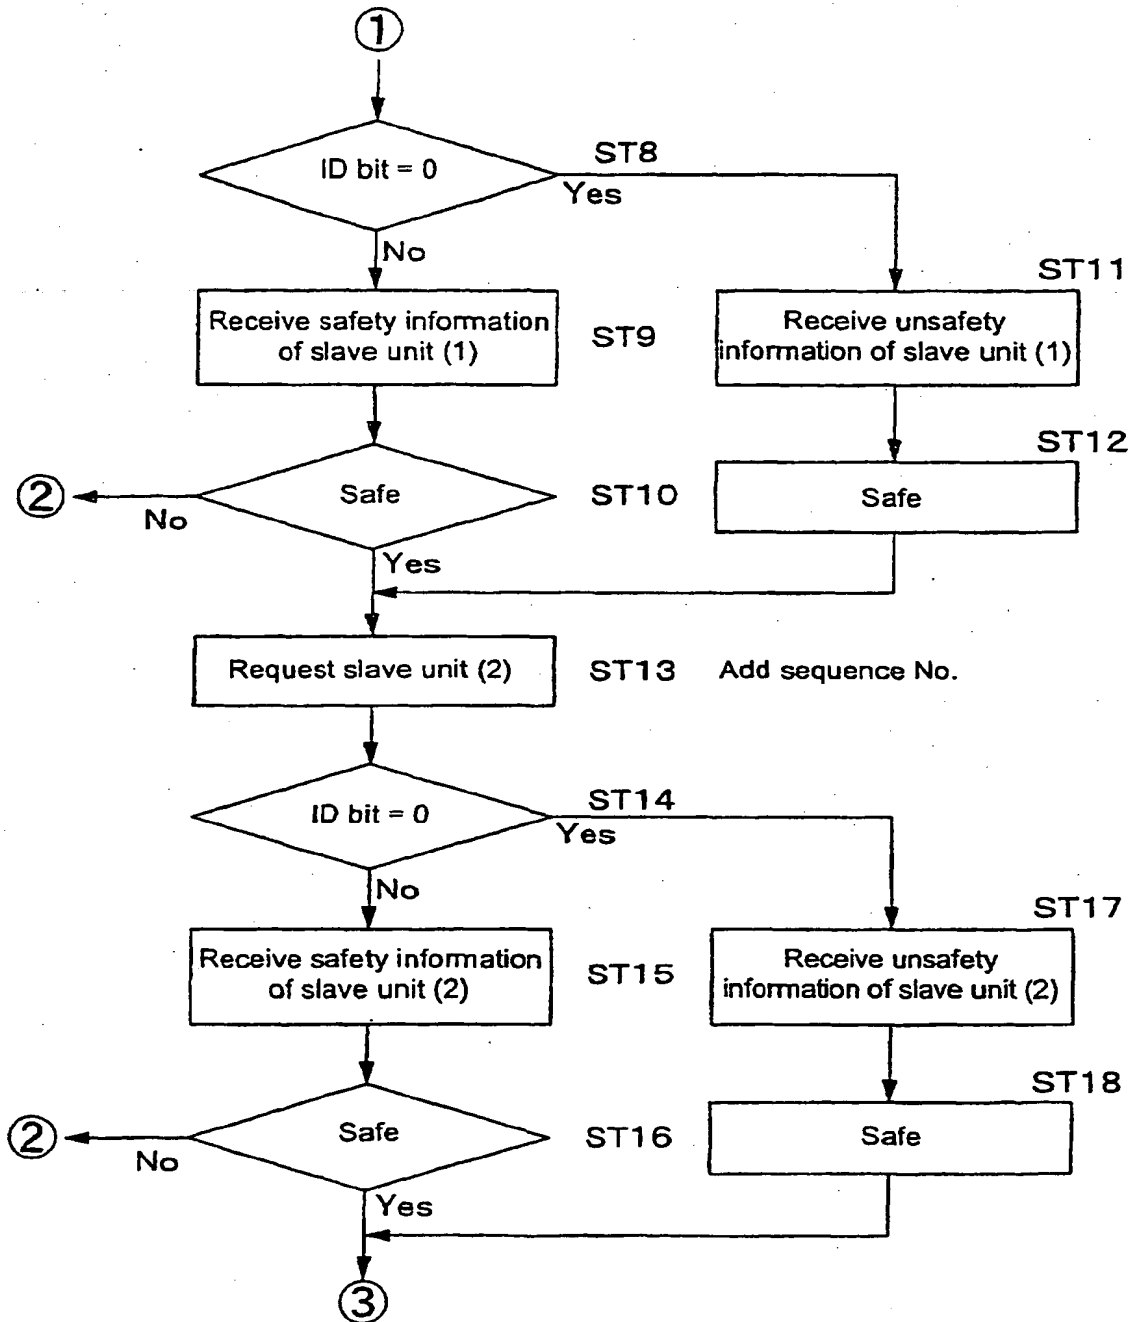 1
ID bit = 0
ST8
Yes
No
ST11
Receive safety information
of slave unit (1)
ST9
Receive unsafety
information of slave unit (1)
ST12
2
No
Safe
ST10
Safe
Yes
Request slave unit (2)
ST13
Add sequence No.
ID bit = 0
ST14
Yes
No
ST17
Receive safety information
of slave unit (2)
ST15
Receive unsafety
information of slave unit (2)
ST18
2
No
Safe
ST16
Safe
Yes
3